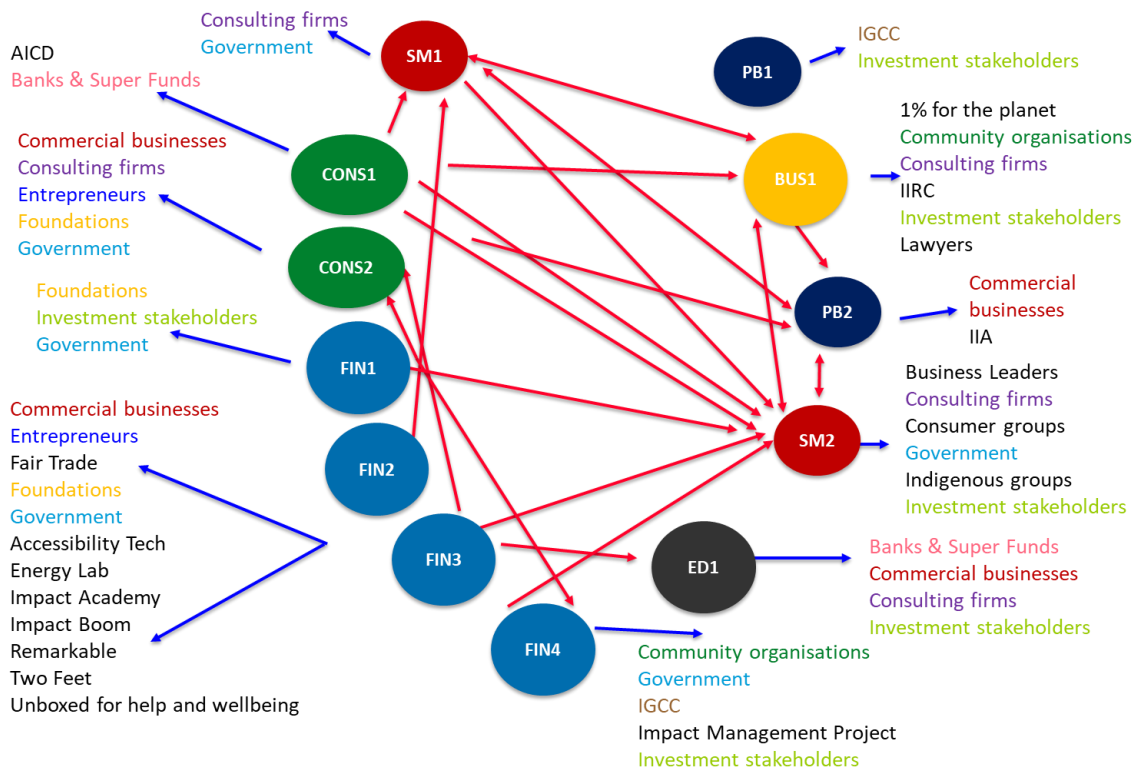 Consulting firms
Government
SM1
AICD
Banks & Super Funds
PB1
IGCC
Investment stakeholders
Commercial businesses
Consulting firms
Entrepreneurs
Foundations
Government
CONS1
BUS1
1% for the planet
Community organisations
Consulting firms
IIRC
Investment stakeholders
Lawyers
CONS2
Foundations
Investment stakeholders
Government
FIN1
PB2
Commercial
businesses
IIA
Commercial businesses
Entrepreneurs
Fair Trade
Foundations
Government
Accessibility Tech
Energy Lab
Impact Academy
Impact Boom
Remarkable
Two Feet
Unboxed for help and wellbeing
FIN2
SM2
Business Leaders
Consulting firms
Consumer groups
Government
Indigenous groups
Investment stakeholders
FIN3
ED1
Banks & Super Funds
Commercial businesses
Consulting firms
Investment stakeholders
FIN4
Community organisations
Government
IGCC
Impact Management Project
Investment stakeholders